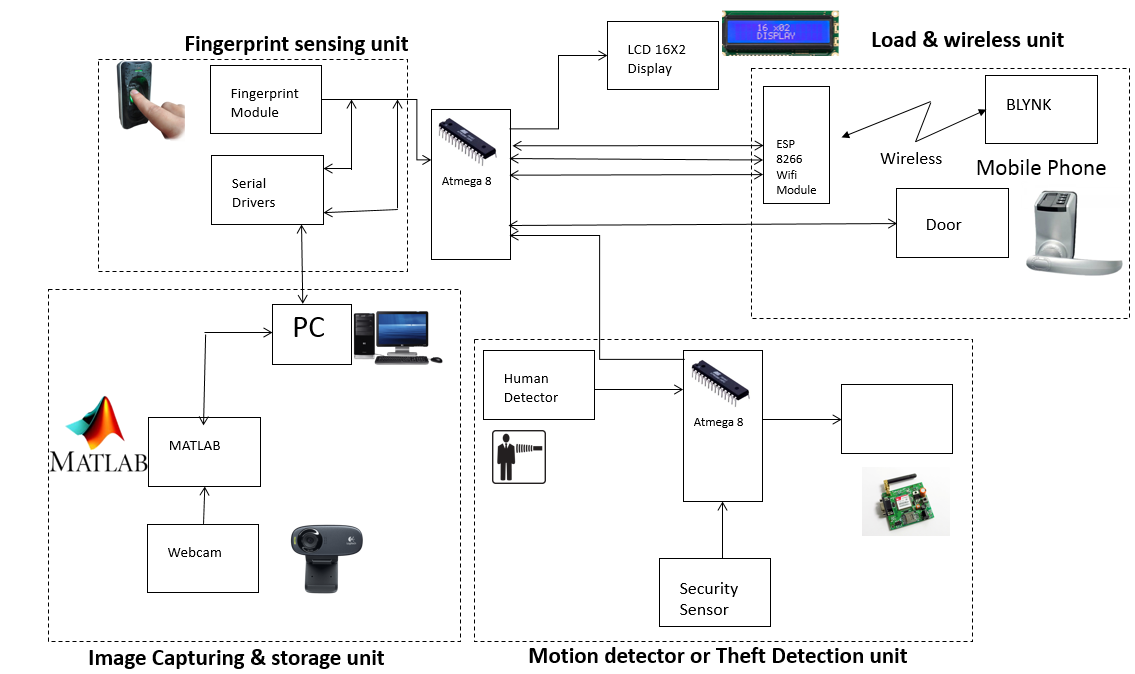 Fingerprint sensing unit
Fingerprint
Module
Serial
Drivers
Atmega 8
LCD 16X2
Display
16 x02
DISPLAY
Load & wireless unit
ESP
8266
Wifi
Module
Wireless
BLYNK
Mobile Phone
Door
PC
MATLAB
MATLAB
Webcam
Image Capturing & storage unit
Human
Detector
Atmega 8
Security
Sensor
Motion detector or Theft Detection unit